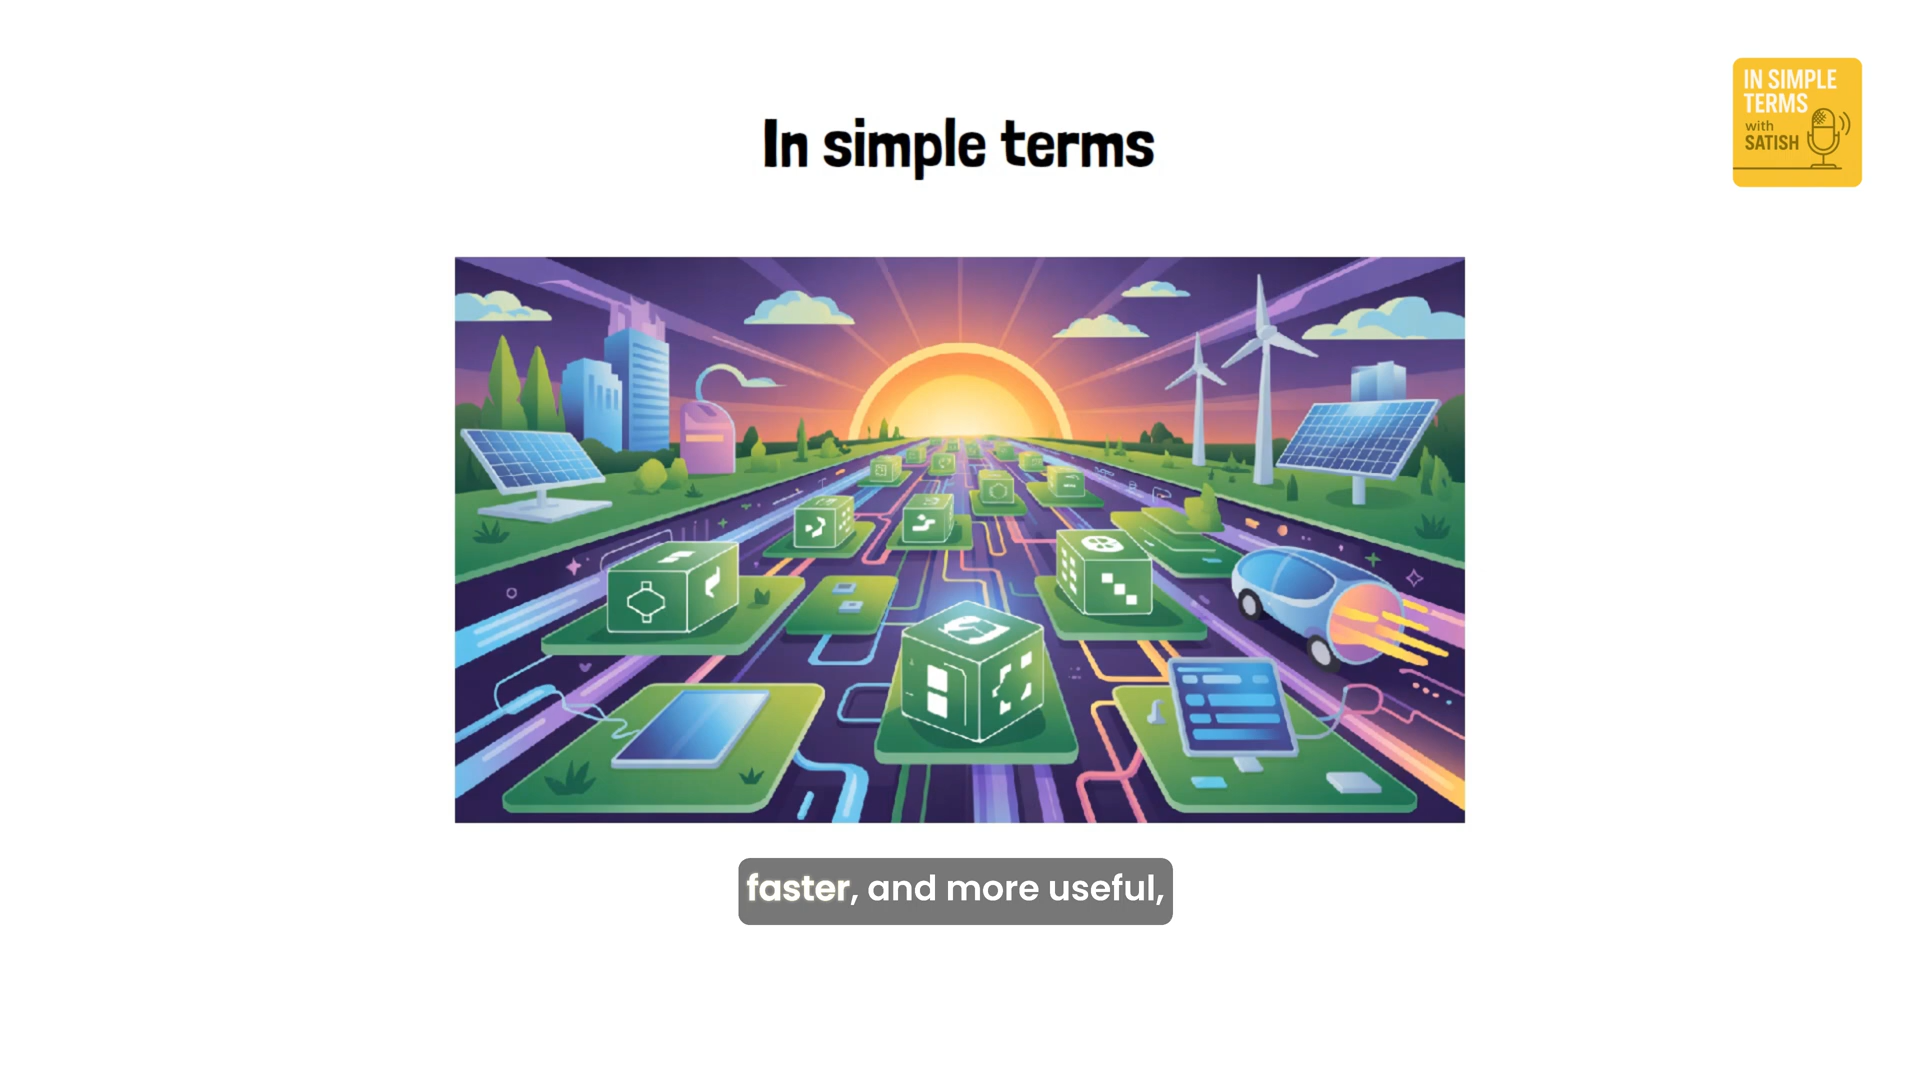 In simple terms
IN SIMPLE
TERMS
with
SATISH
faster, and more useful,